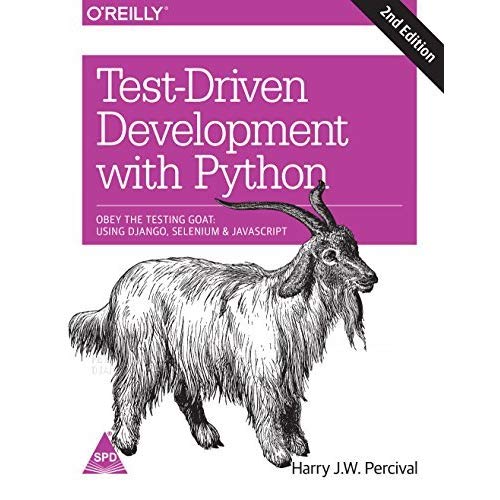 O'REILLY®
2nd Edition
Test-Driven
Development
with Python
OBEY THE TESTING GOAT:
USING DJANGO, SELENIUM & JAVASCRIPT
SPD
Harry J.W. Percival